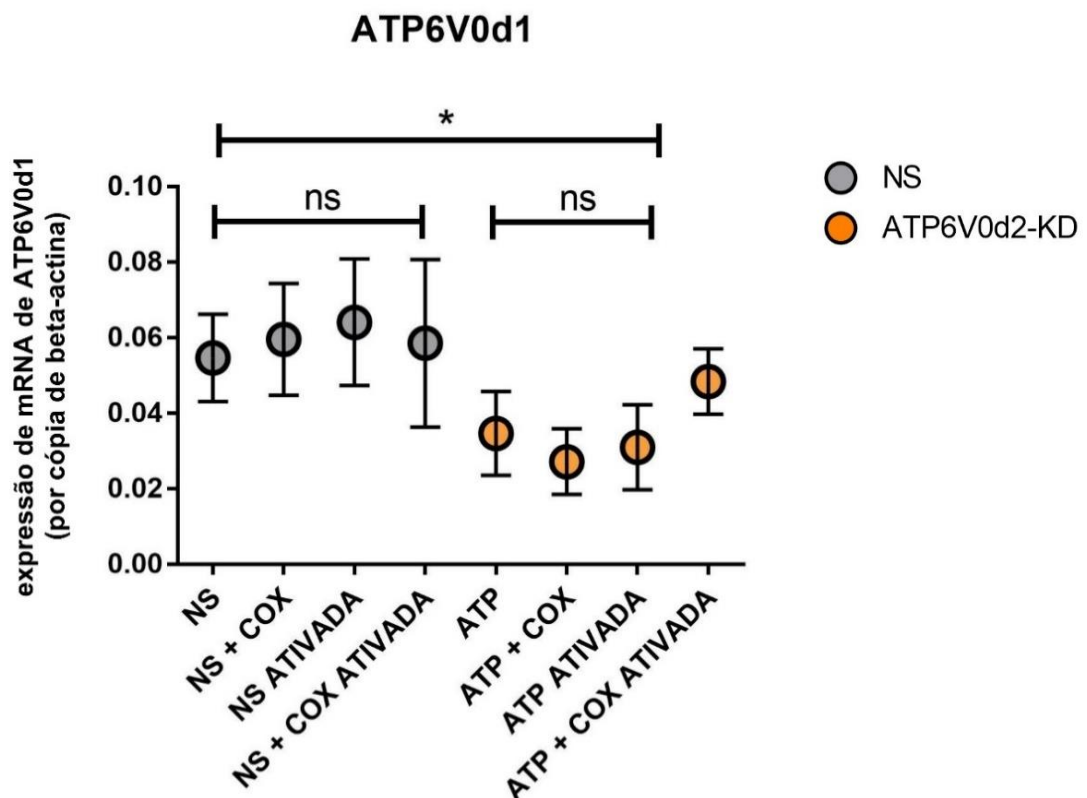 ATP6V0d1
*
ns
ns
expressão de mRNA de ATP6V0d1
(por cópia de beta-actina)
0.10
0.08
0.06
0.04
0.02
0.00
NS
NS + COX
NS ATIVADA
NS + COX ATIVADA
ATP
ATP + COX
ATP ATIVADA
ATP + COX ATIVADA
NS
ATP6V0d2-KD